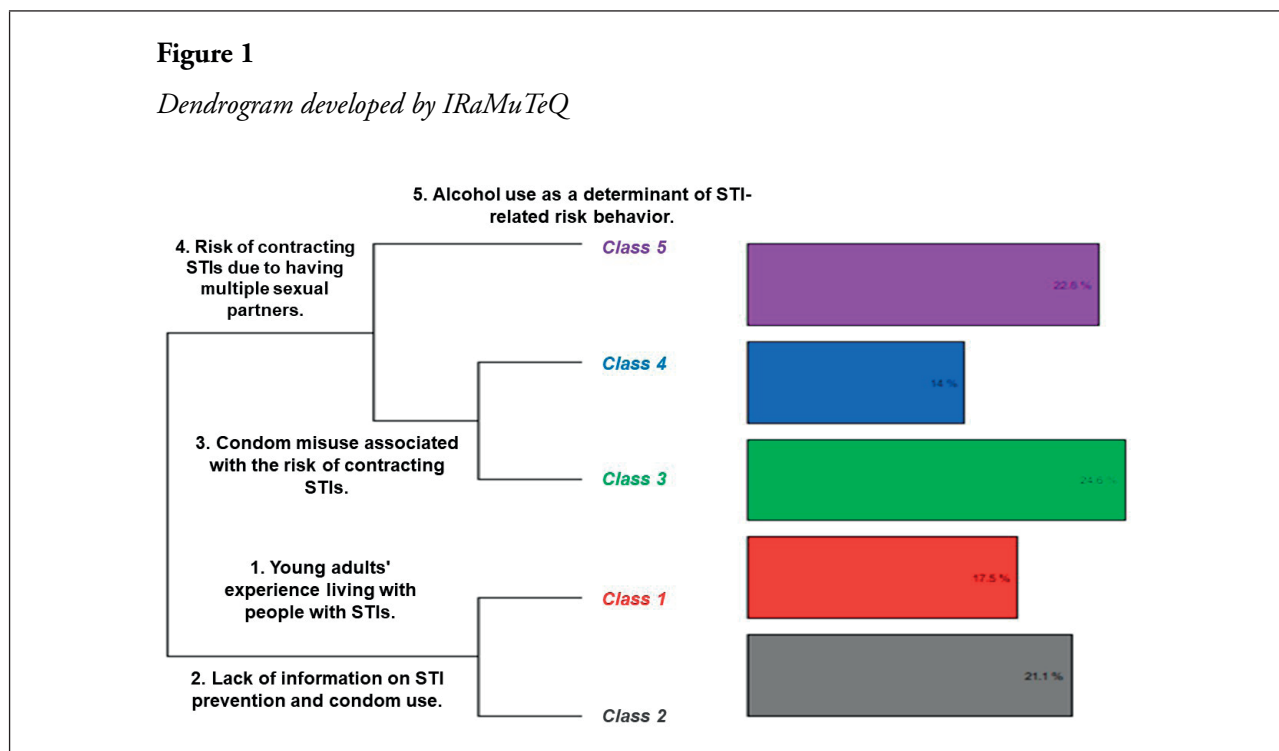 Figure 1
Dendrogram developed by IRaMuTeQ
5. Alcohol use as a determinant of STI-
related risk behavior.
4. Risk of contracting
STIs due to having
multiple sexual
partners.
Class 5
22.8 %
Class 4
14 %
3. Condom misuse associated
with the risk of contracting
STIs.
Class 3
24.6 %
1. Young adults'
experience living with
people with STIs.
Class 1
17.5 %
2. Lack of information on STI
prevention and condom use.
Class 2
21.1 %